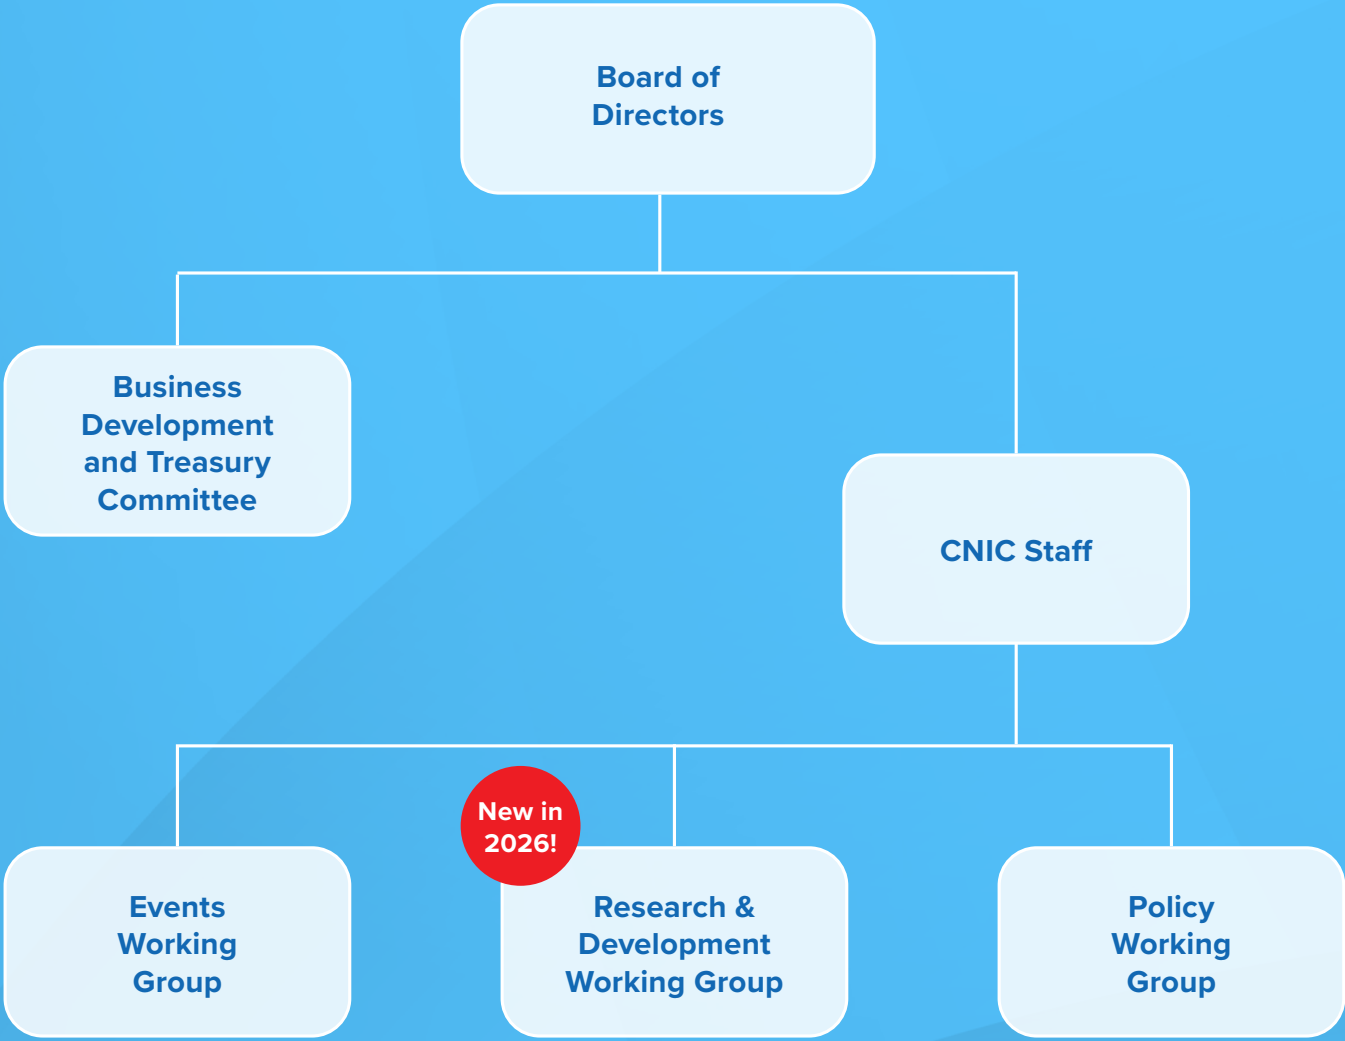 Board of
Directors
Business
Development
and Treasury
Committee
CNIC Staff
New in
2026!
Events
Working
Group
Research &
Development
Working Group
Policy
Working
Group